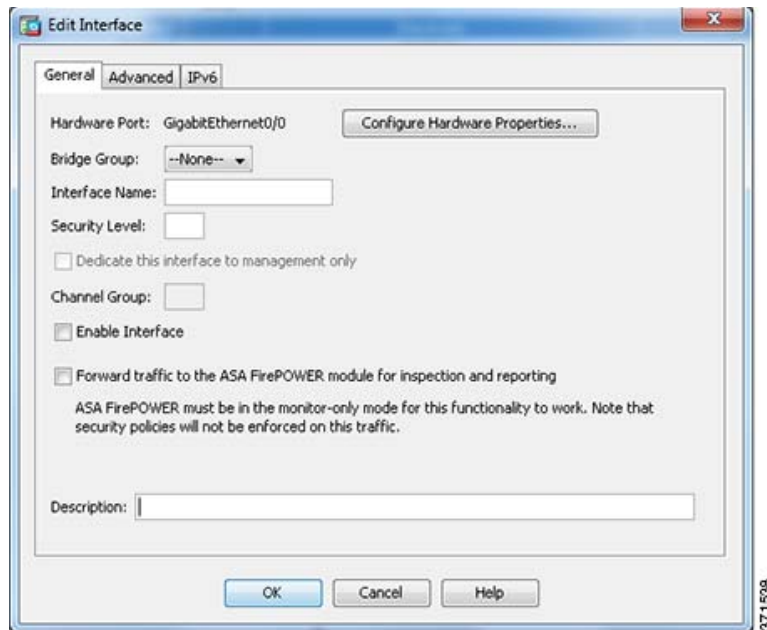 Edit Interface
General Advanced IPv6
Hardware Port: GigabitEthernet0/0 Configure Hardware Properties...
Bridge Group: --None--
Interface Name:
Security Level:
Dedicate this interface to management only
Channel Group:
Enable Interface
Forward traffic to the ASA FirePOWER module for inspection and reporting
ASA FirePOWER must be in the monitor-only mode for this functionality to work. Note that
security policies will not be enforced on this traffic.
Description:
OK Cancel Help
371539